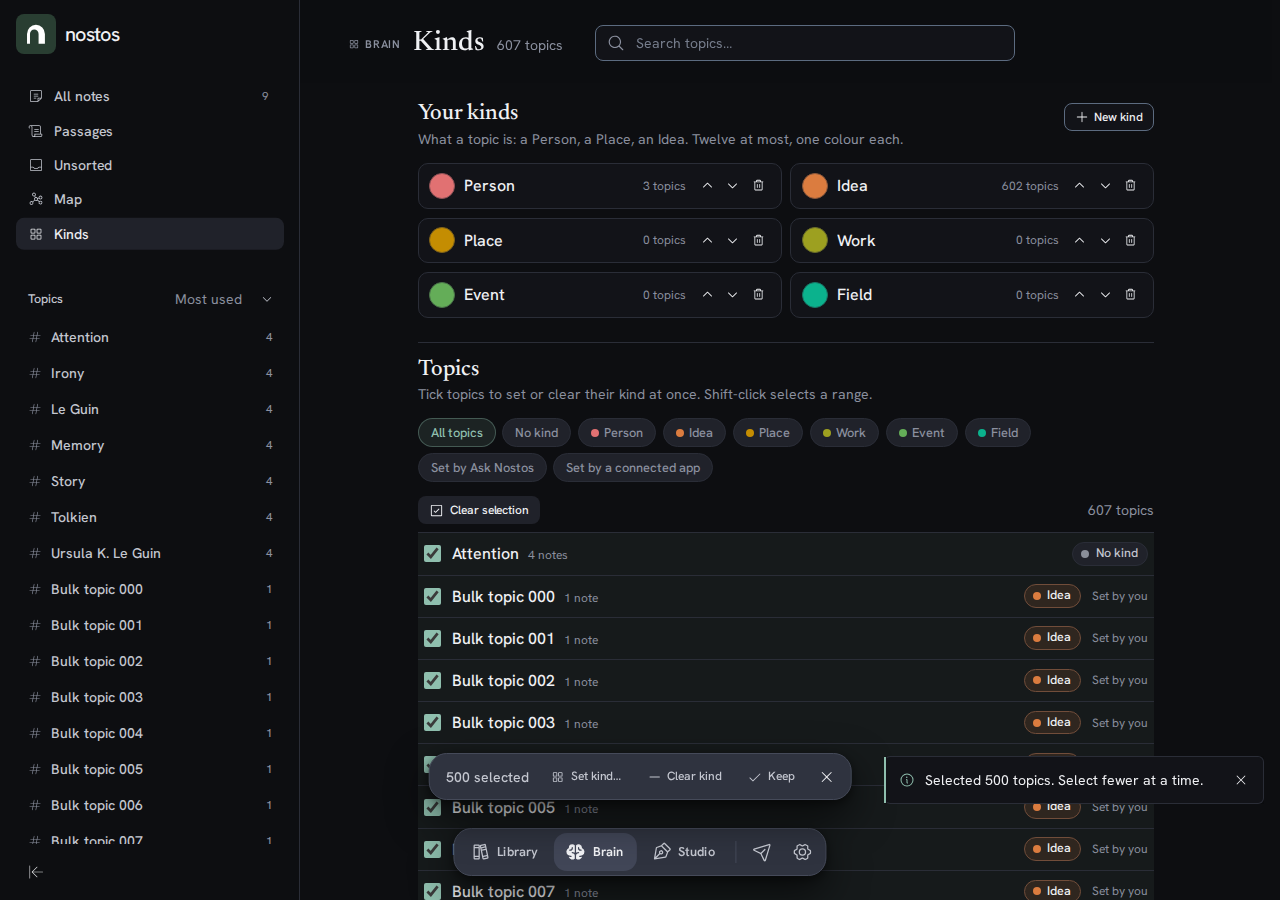 nostos
All notes 9
Passages
Unsorted
Map
Kinds
Topics Most used
# Attention 4
# Irony 4
# Le Guin 4
# Memory 4
# Story 4
# Tolkien 4
# Ursula K. Le Guin 4
# Bulk topic 000 1
# Bulk topic 001 1
# Bulk topic 002 1
# Bulk topic 003 1
# Bulk topic 004 1
# Bulk topic 005 1
# Bulk topic 006 1
# Bulk topic 007 1
BRAIN Kinds 607 topics Search topics...
Your kinds
What a topic is: a Person, a Place, an Idea. Twelve at most, one colour each.
New kind
Person 3 topics
Idea 602 topics
Place 0 topics
Work 0 topics
Event 0 topics
Field 0 topics
Topics
Tick topics to set or clear their kind at once. Shift-click selects a range.
All topics No kind Person Idea Place Work Event Field
Set by Ask Nostos Set by a connected app
Clear selection 607 topics
Attention 4 notes No kind
Bulk topic 000 1 note Idea Set by you
Bulk topic 001 1 note Idea Set by you
Bulk topic 002 1 note Idea Set by you
Bulk topic 003 1 note Idea Set by you
500 selected Set kind... Clear kind Keep
Selected 500 topics. Select fewer at a time.
Bulk topic 005 1 note Idea Set by you
Library Brain Studio
Idea Set by you
Bulk topic 007 1 note Idea Set by you